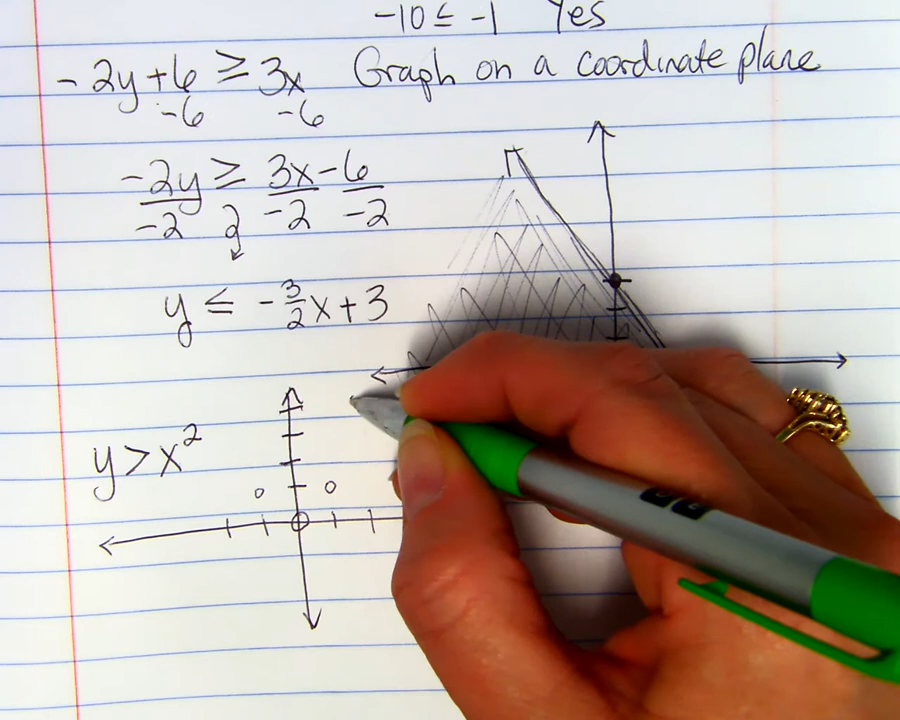 -10 ≤ -1 Yes
-2y+6 ≥ 3x Graph on a coordinate plane
-6 -6
-2y ≥ 3x-6
-2 2 -2 -2
y ≤ -3/2x+3
y>x²